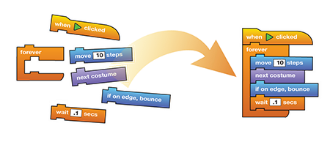 when clicked
forever
move 10 steps
next costume
if on edge, bounce
wait .1 secs
when clicked
forever
move 10 steps
next costume
if on edge, bounce
wait .1 secs